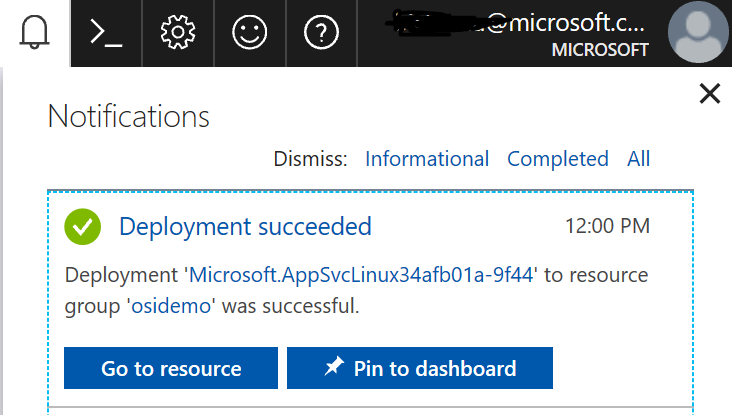 @microsoft.c...
MICROSOFT
Notifications
Dismiss: Informational Completed All
Deployment succeeded 12:00 PM
Deployment 'Microsoft.AppSvcLinux34afb01a-9f44' to resource
group 'osidemo' was successful.
Go to resource Pin to dashboard